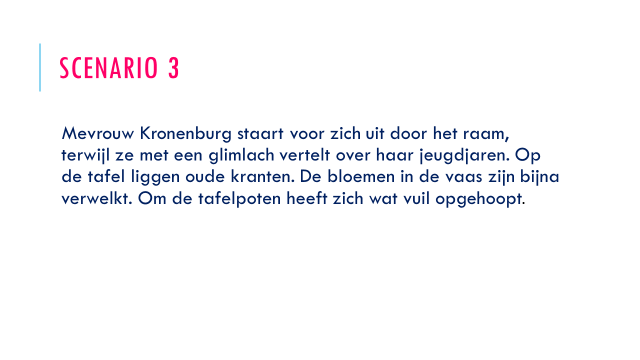 SCENARIO 3
Mevrouw Kronenburg staart voor zich uit door het raam,
terwijl ze met een glimlach vertelt over haar jeugdjaren. Op
de tafel liggen oude kranten. De bloemen in de vaas zijn bijna
verwelkt. Om de tafelpoten heeft zich wat vuil opgehoopt.